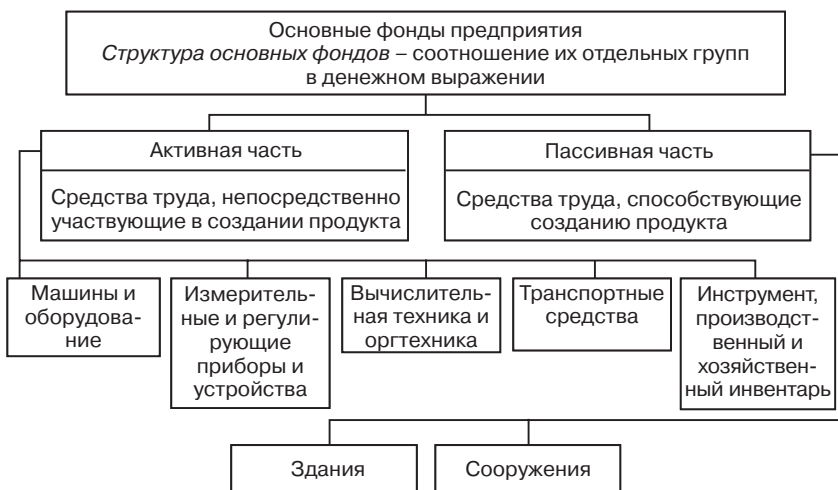 Основные фонды предприятия
Структура основных фондов – соотношение их отдельных групп
в денежном выражении
Активная часть
Средства труда, непосредственно
участвующие в создании продукта
Пассивная часть
Средства труда, способствующие
созданию продукта
Машины и
оборудова-
ние
Измеритель-
ные и регули-
рующие
приборы и
устройства
Вычислитель-
ная техника и
оргтехника
Транспортные
средства
Инструмент,
производст-
венный и
хозяйствен-
ный инвентарь
Здания
Сооружения